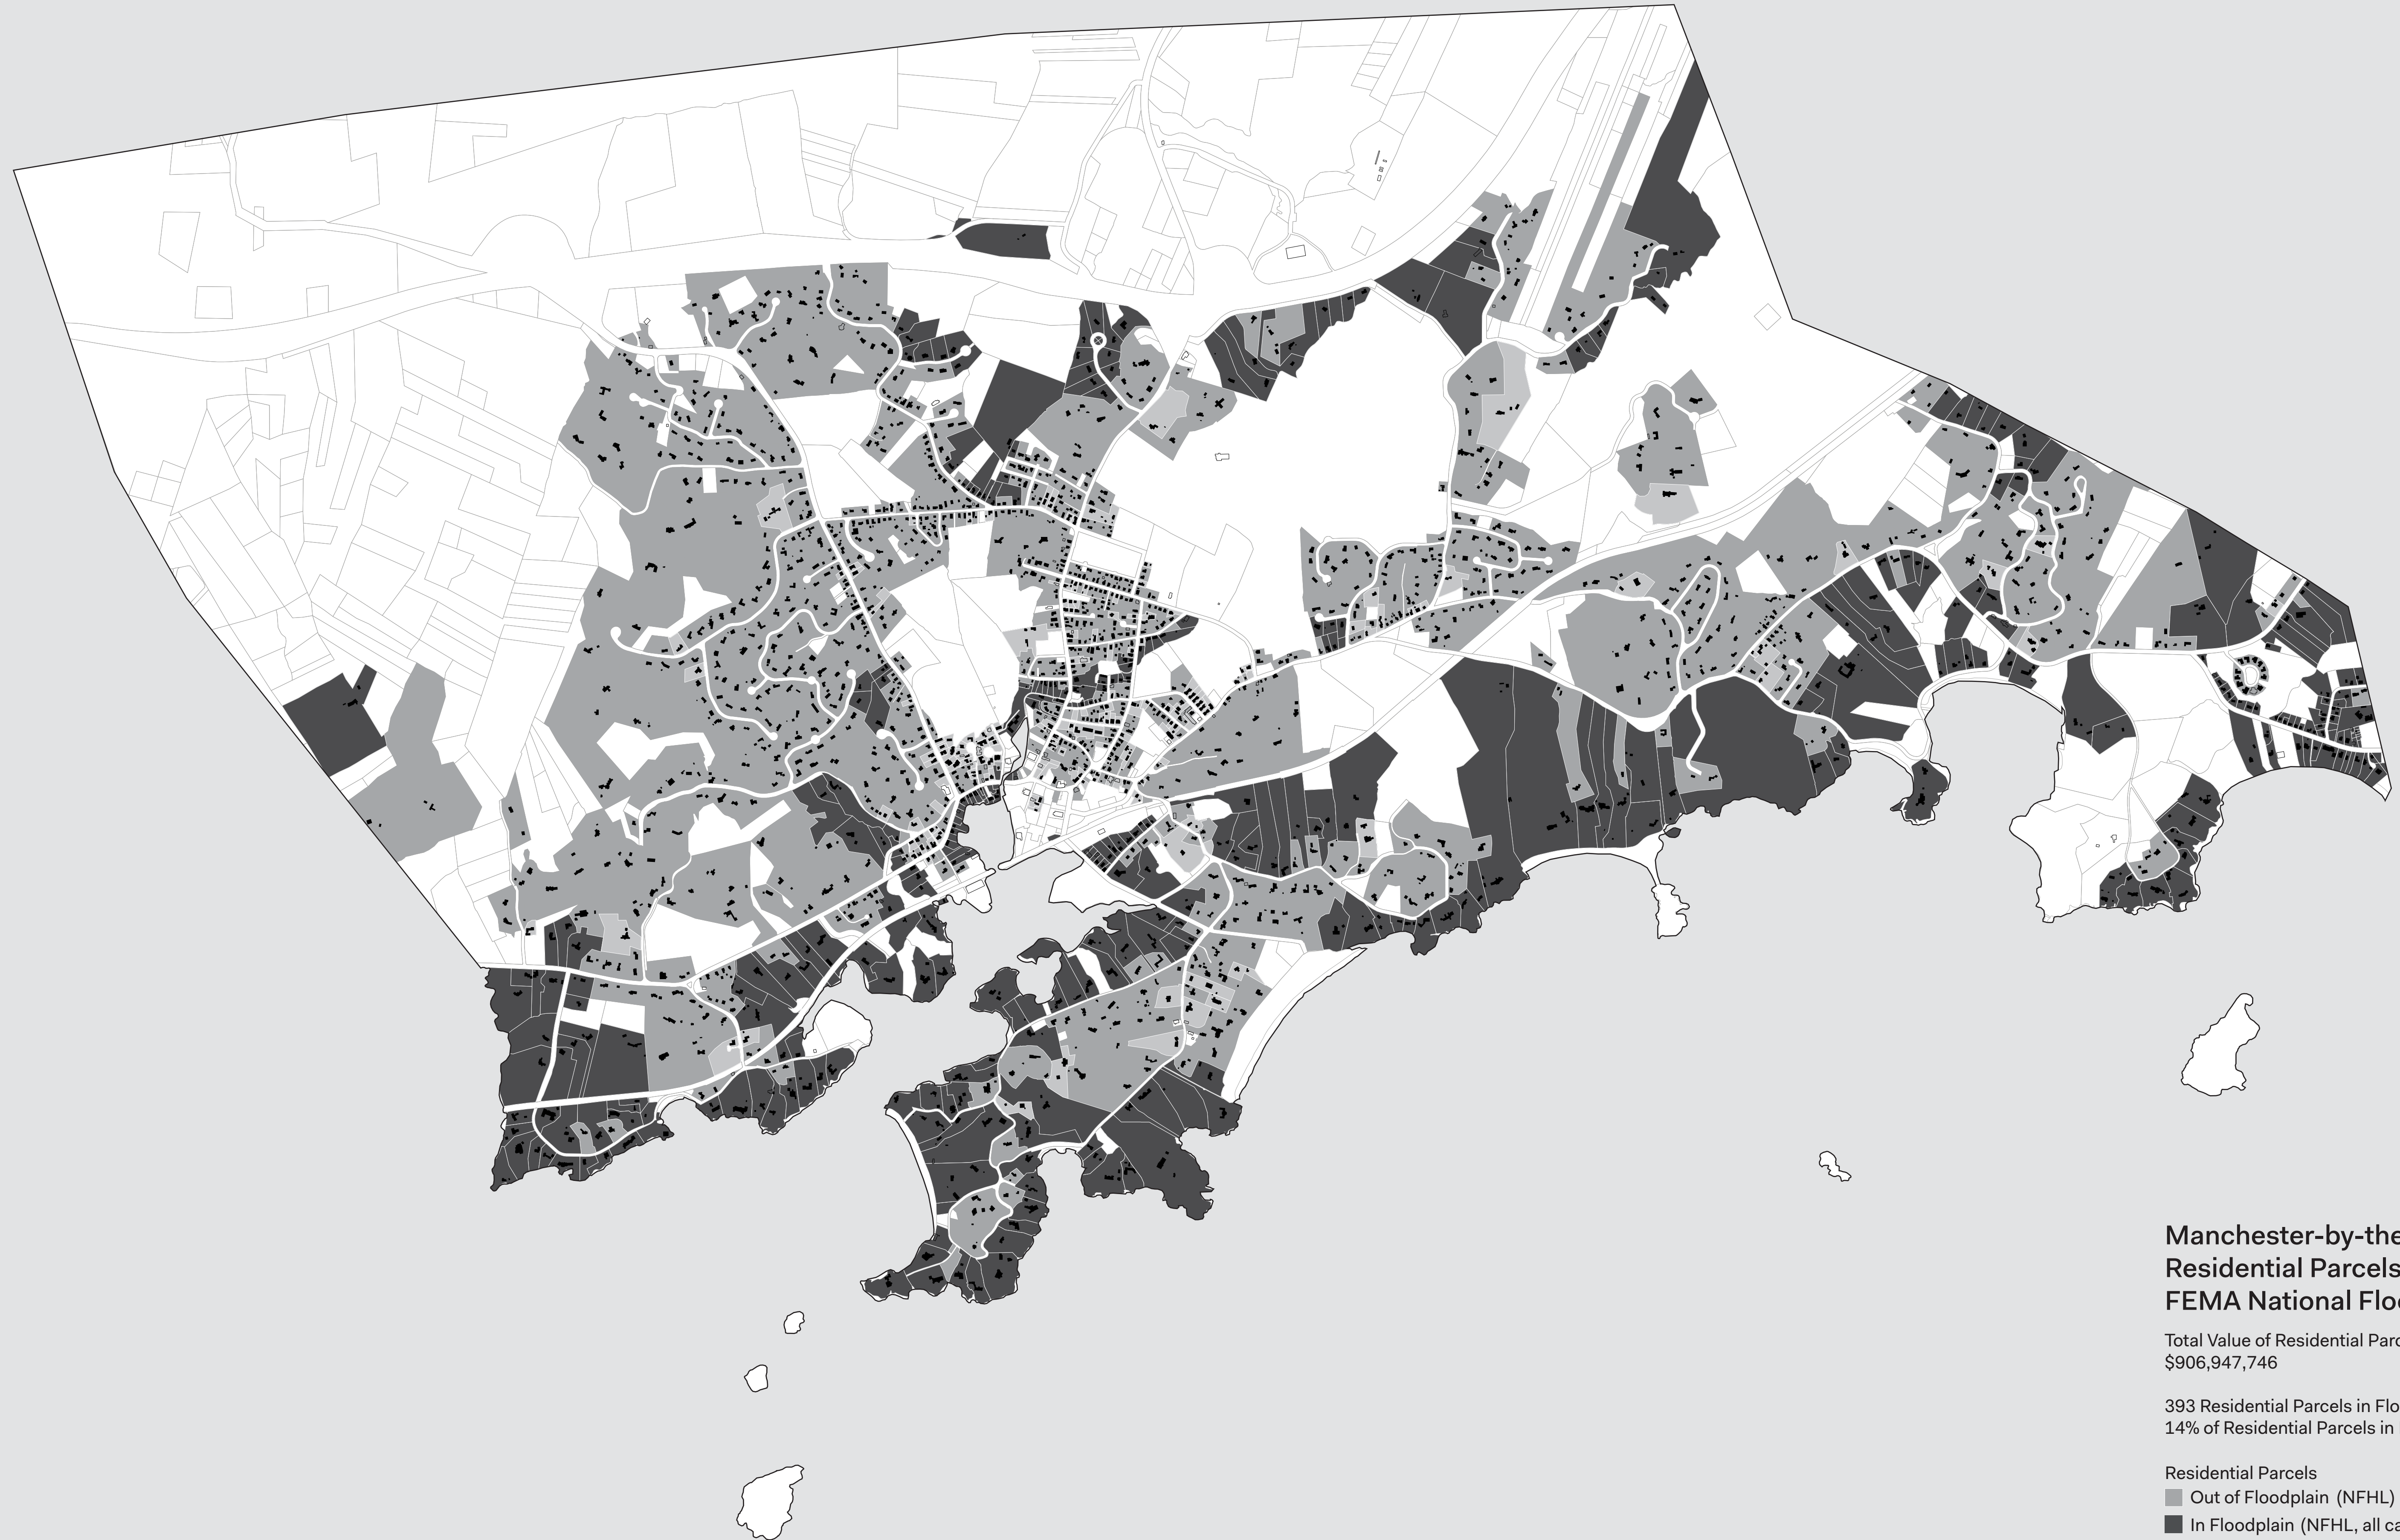 Manchester-by-the
Residential Parcels
FEMA National Floo
Total Value of Residential Parc
$906,947,746
393 Residential Parcels in Flo
14% of Residential Parcels in
Residential Parcels
Out of Floodplain (NFHL)
In Floodplain (NFHL, all ca